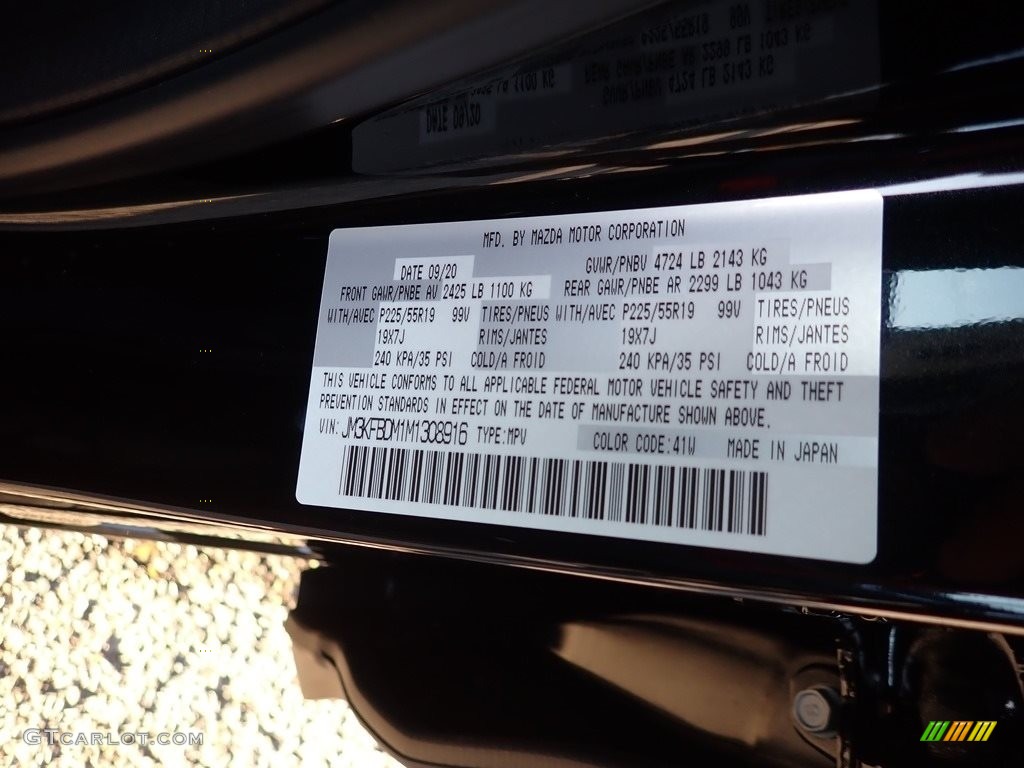 MFD. BY MAZDA MOTOR CORPORATION
DATE 09/20 GVWR/PNBV 4724 LB 2143 KG
FRONT GAWR/PNBE AV 2425 LB 1100 KG REAR GAWR/PNBE AR 2299 LB 1043 KG
WITH/AVEC P225/55R19 99V TIRES/PNEUS WITH/AVEC P225/55R19 99V TIRES/PNEUS
19X7J RIMS/JANTES 19X7J RIMS/JANTES
240 KPA/35 PSI COLD/A FROID 240 KPA/35 PSI COLD/A FROID
THIS VEHICLE CONFORMS TO ALL APPLICABLE FEDERAL MOTOR VEHICLE SAFETY AND THEFT
PREVENTION STANDARDS IN EFFECT ON THE DATE OF MANUFACTURE SHOWN ABOVE.
VIN: JM3KFBDM1M1308916 TYPE:MPV COLOR CODE:41W MADE IN JAPAN
GTCARLOT.COM